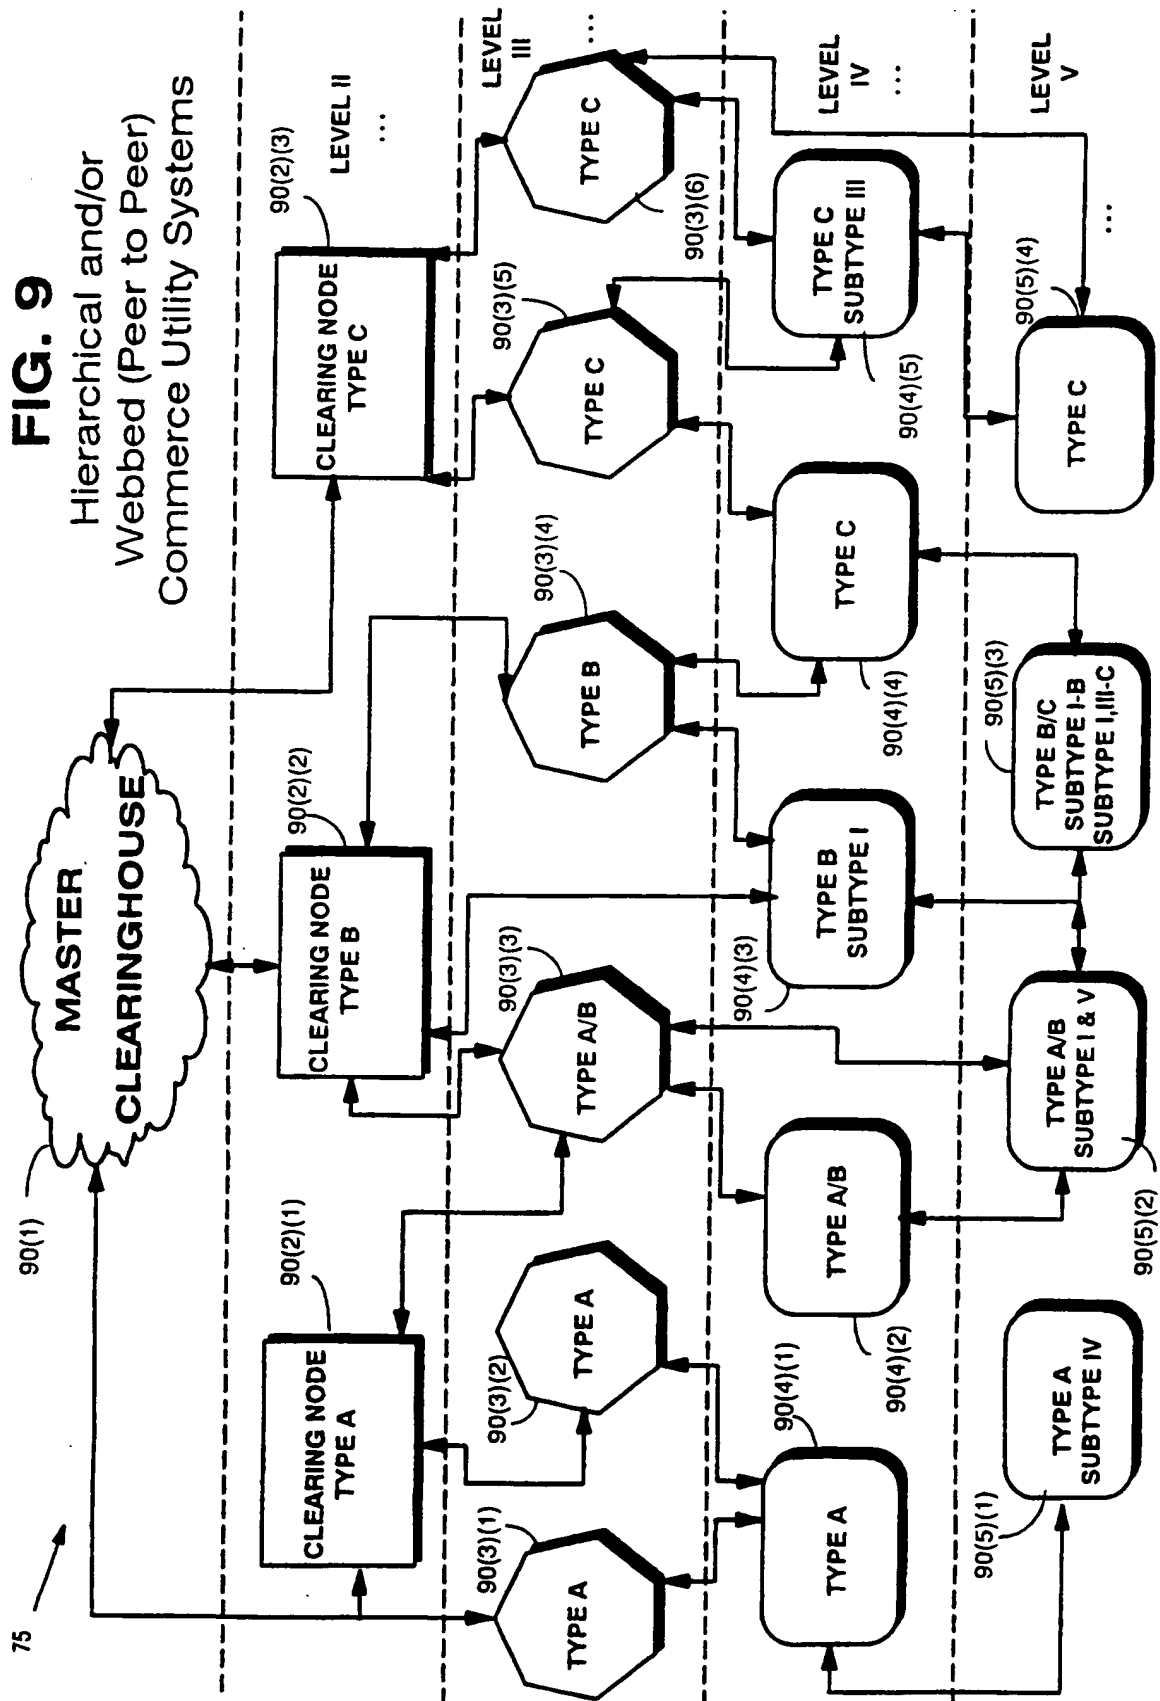 FIG. 9
Hierarchical and/or
Webbed (Peer to Peer)
Commerce Utility Systems
75
90(1)
MASTER
CLEARINGHOUSE
LEVEL II
...
90(2)(1)
CLEARING NODE
TYPE A
90(2)(2)
CLEARING NODE
TYPE B
90(2)(3)
CLEARING NODE
TYPE C
LEVEL
III
...
90(3)(1)
TYPE A
90(3)(2)
TYPE A
90(3)(3)
TYPE A/B
90(3)(4)
TYPE B
90(3)(5)
TYPE C
90(3)(6)
TYPE C
LEVEL
IV
...
90(4)(1)
TYPE A
90(4)(2)
TYPE A/B
90(4)(3)
TYPE B
SUBTYPE I
90(4)(4)
TYPE C
90(4)(5)
TYPE C
SUBTYPE III
LEVEL
V
...
90(5)(1)
TYPE A
SUBTYPE IV
90(5)(2)
TYPE A/B
SUBTYPE I & V
90(5)(3)
TYPE B/C
SUBTYPE I-B
SUBTYPE I,III-C
90(5)(4)
TYPE C